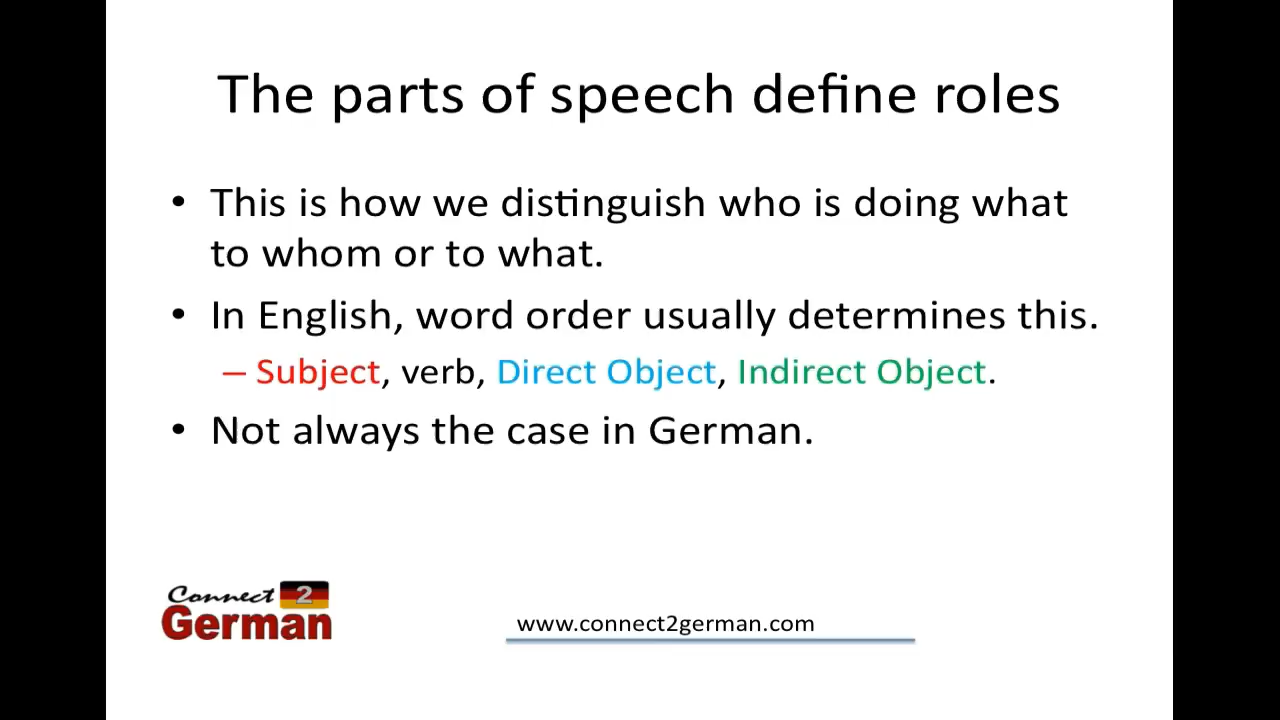 The parts of speech define roles
• This is how we distinguish who is doing what
to whom or to what.
• In English, word order usually determines this.
– Subject, verb, Direct Object, Indirect Object.
• Not always the case in German.
Connect 2
German
www.connect2german.com